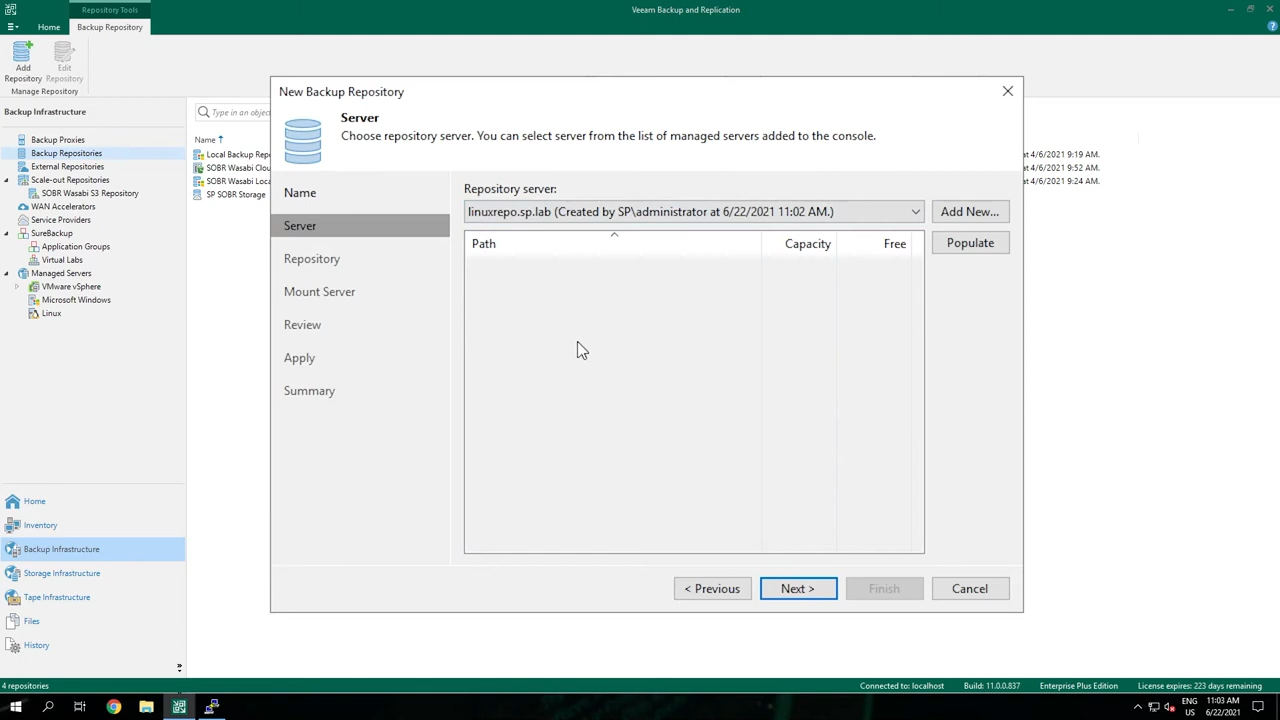 Repository Tools
Veeam Backup and Replication
Home
Backup Repository
Add
Repository
Edit
Repository
Manage Repository
Backup Infrastructure
Backup Proxies
Backup Repositories
External Repositories
Scale-out Repositories
SOBR Wasabi S3 Repository
WAN Accelerators
Service Providers
SureBackup
Application Groups
Virtual Labs
Managed Servers
VMware vSphere
Microsoft Windows
Linux
Home
Inventory
Backup Infrastructure
Storage Infrastructure
Tape Infrastructure
Files
History
Type in an objec
Name
Local Backup Repo
SOBR Wasabi Clou
SOBR Wasabi Loca
SP SOBR Storage
at 4/6/2021 9:19 AM.
at 4/6/2021 9:52 AM.
at 4/6/2021 9:24 AM.
New Backup Repository
Server
Choose repository server. You can select server from the list of managed servers added to the console.
Name
Server
Repository
Mount Server
Review
Apply
Summary
Repository server:
linuxrepo.sp.lab (Created by SP\administrator at 6/22/2021 11:02 AM.)
Add New...
Path
Capacity
Free
Populate
< Previous
Next >
Finish
Cancel
4 repositories
Connected to: localhost
Build: 11.0.0.837
Enterprise Plus Edition
License expires: 223 days remaining
ENG
US
11:03 AM
6/22/2021